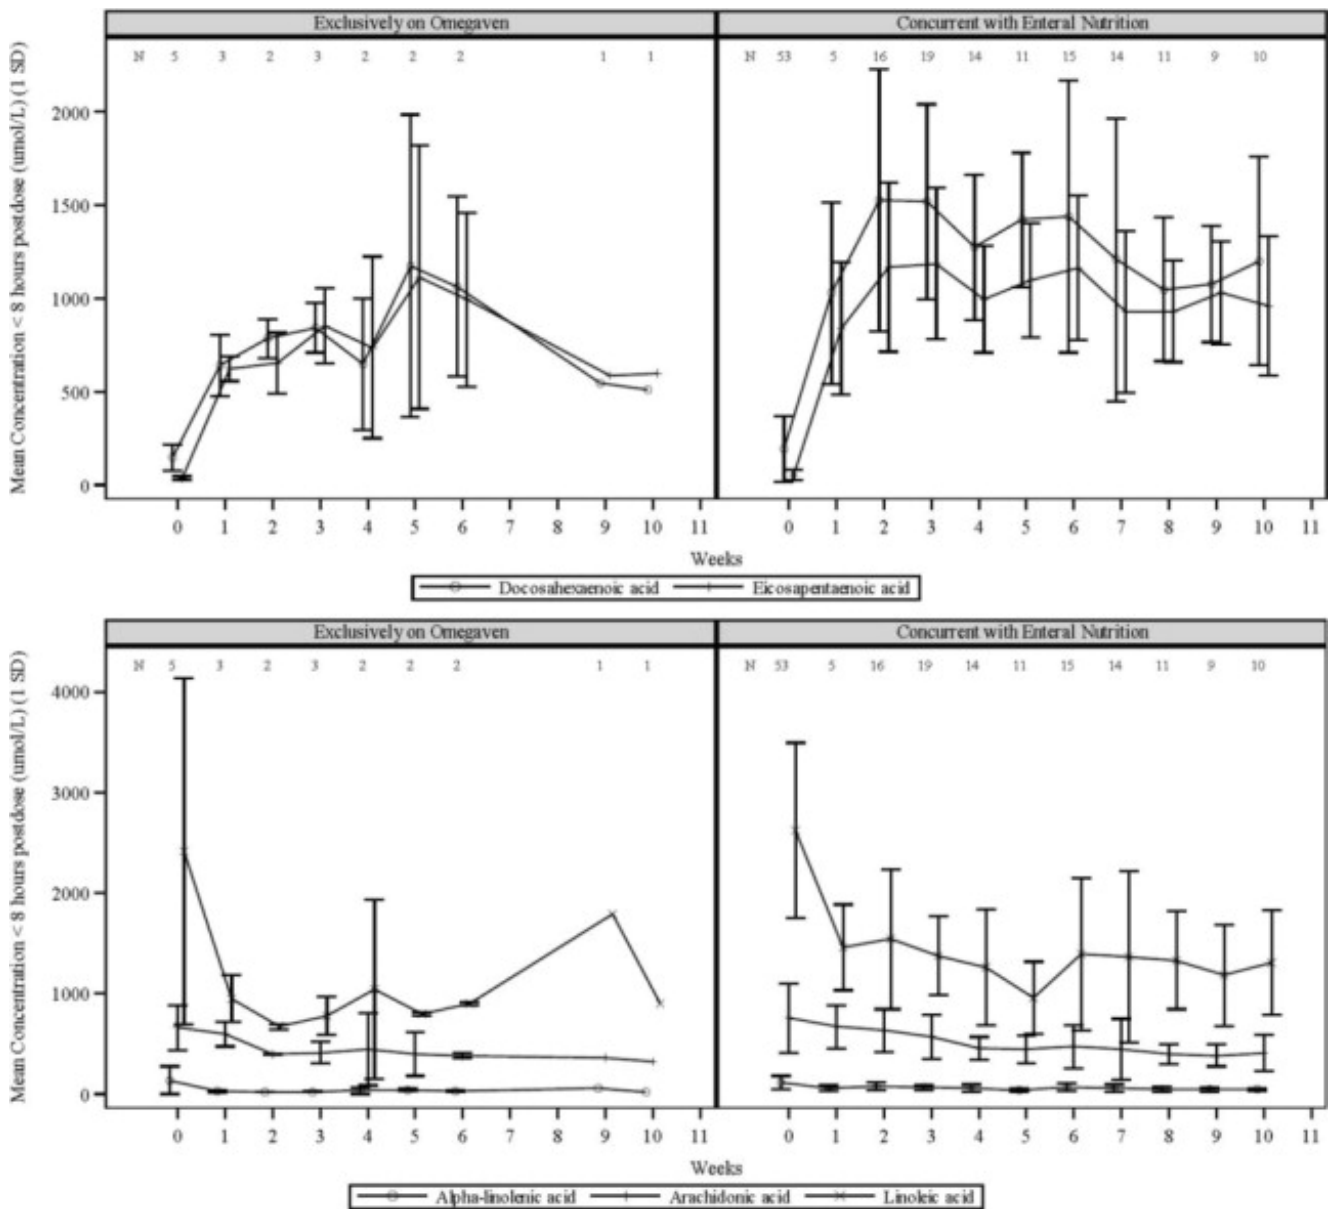 Exclusively on Omegaven Concurrent with Enteral Nutrition
N 5 3 2 3 2 2 2 1 1 N 53 5 16 19 14 11 15 14 11 9 10
Mean Concentration < 8 hours postdose (umol/L) (1 SD)
2000
1500
1000
500
0
0 1 2 3 4 5 6 7 8 9 10 11 0 1 2 3 4 5 6 7 8 9 10 11
Weeks
Docosahexaenoic acid Eicosapentaenoic acid
Exclusively on Omegaven Concurrent with Enteral Nutrition
N 5 3 2 3 2 2 2 1 1 N 53 5 16 19 14 11 15 14 11 9 10
Mean Concentration < 8 hours postdose (umol/L) (1 SD)
4000
3000
2000
1000
0
0 1 2 3 4 5 6 7 8 9 10 11 0 1 2 3 4 5 6 7 8 9 10 11
Weeks
Alpha-linolenic acid Arachidonic acid Linoleic acid